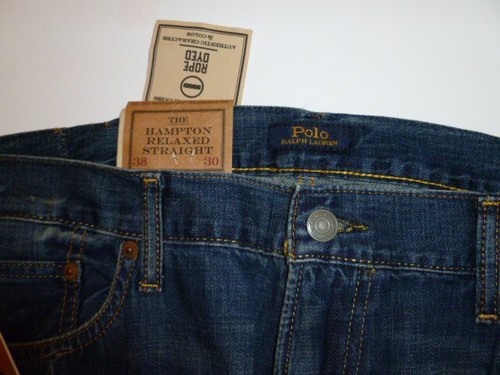 ROPE
DYED
AUTHENTIC CHARACTER
& COLOR
THE
HAMPTON
RELAXED
STRAIGHT
38 30
Polo
RALPH LAUREN